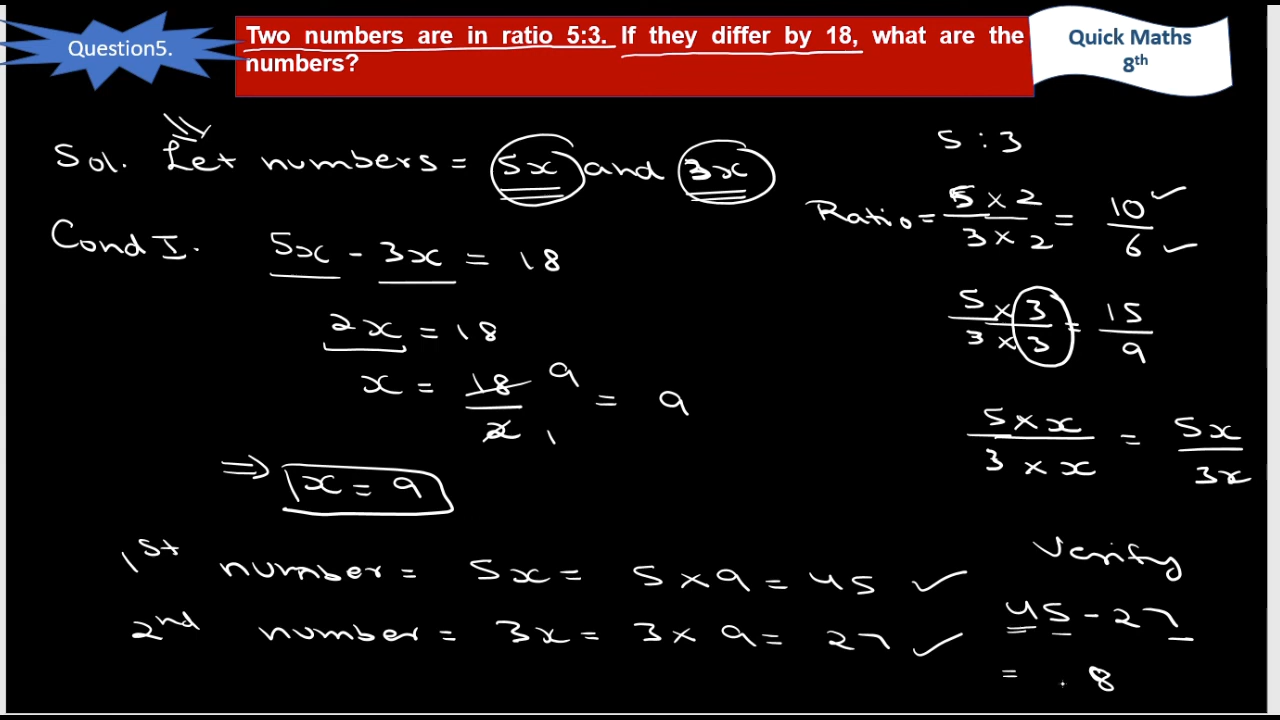 Question5.
Two numbers are in ratio 5:3. If they differ by 18, what are the
numbers?
Quick Maths
8th
Sol. Let numbers = 5x and 3x
Cond I. 5x - 3x = 18
2x = 18
x = 18/2 9 1 = 9
⇒ x = 9
1st number = 5x = 5 × 9 = 45 ✓
2nd number = 3x = 3 × 9 = 27 ✓
5 : 3
Ratio = 5 × 2 / 3 × 2 = 10 ✓ / 6 ✓
5 × 3 / 3 × 3 = 15 / 9
5 × x / 3 × x = 5x / 3x
Verify
45 - 27
= . 8